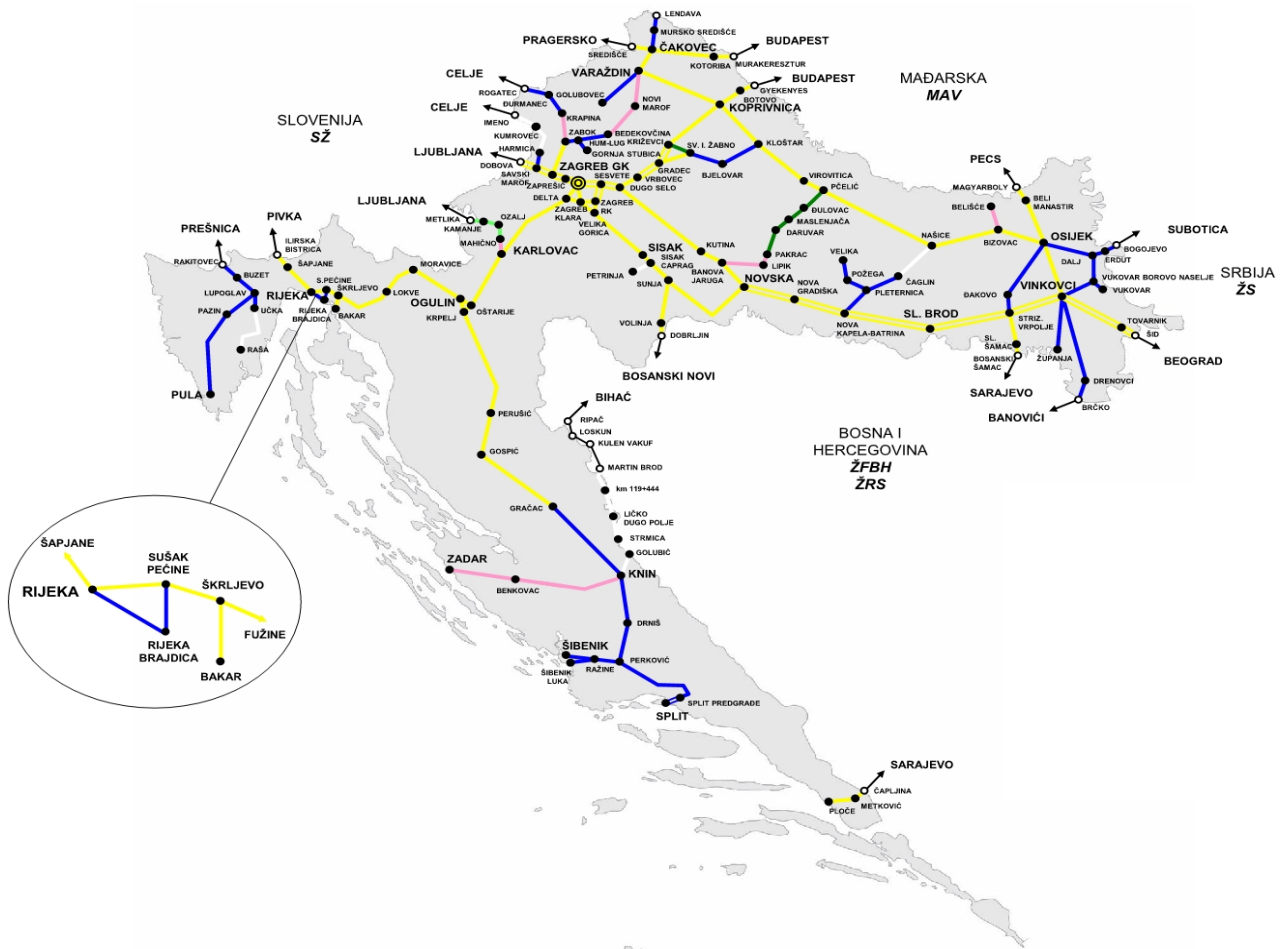 LENDAVA
MURSKO SREDIŠĆE
PRAGERSKO
SREDIŠČE
ČAKOVEC
BUDAPEST
KOTORIBA
MURAKERESZTUR
VARAŽDIN
BUDAPEST
GYEKENYES
BOTOVO
MAĐARSKA
MAV
CELJE
ROGATEC
GOLUBOVEC
ĐURMANEC
NOVI
MAROF
KOPRIVNICA
SLOVENIJA
SŽ
CELJE
IMENO
KRAPINA
KUMROVEC
ZABOK
BEDEKOVČINA
KRIŽEVCI
SV. I. ŽABNO
KLOŠTAR
HARMICA
HUM-LUG
GORNJA STUBICA
GRADEC
BJELOVAR
LJUBLJANA
DOBOVA
SAVSKI
MAROF
ZAGREB GK
SESVETE
VRBOVEC
DUGO SELO
ZAPREŠIĆ
DELTA
ZAGREB
KLARA
ZAGREB
RK
VELIKA
GORICA
VIROVITICA
PČELIĆ
PECS
MAGYARBOLY
BELI
MANASTIR
LJUBLJANA
METLIKA
KAMANJE
OZALJ
MAHIČNO
KARLOVAC
ĐULOVAC
MASLENJAČA
DARUVAR
PAKRAC
LIPIK
BELIŠĆE
BIZOVAC
OSIJEK
SUBOTICA
BOGOJEVO
ERDUT
DALJ
NAŠICE
PIVKA
PREŠNICA
ILIRSKA
BISTRICA
ŠAPJANE
RAKITOVEC
BUZET
LUPOGLAV
PAZIN
UČKA
RAŠA
PULA
S.PEĆINE
RIJEKA
ŠKRLJEVO
RIJEKA
BRAJDICA
BAKAR
LOKVE
MORAVICE
OGULIN
KRPELJ
OŠTARIJE
SISAK
SISAK
CAPRAG
PETRINJA
SUNJA
KUTINA
BANOVA
JARUGA
NOVSKA
VOLINJA
DOBRLJIN
BOSANSKI NOVI
NOVA
GRADIŠKA
VELIKA
POŽEGA
PLETERNICA
ČAGLIN
NOVA
KAPELA-BATRINA
SL. BROD
ĐAKOVO
STRIZ.
VRPOLJE
SL.
ŠAMAC
BOSANSKI
ŠAMAC
SARAJEVO
VINKOVCI
VUKOVAR BOROVO NASELJE
VUKOVAR
SRBIJA
ŽS
TOVARNIK
ŠID
BEOGRAD
ŽUPANJA
DRENOVCI
BRČKO
BANOVIĆI
BOSNA I
HERCEGOVINA
ŽFBH
ŽRS
PERUŠIĆ
GOSPIĆ
GRAČAC
BIHAĆ
RIPAČ
LOSKUN
KULEN VAKUF
MARTIN BROD
km 119+444
LIČKO
DUGO POLJE
STRMICA
GOLUBIĆ
KNIN
ZADAR
BENKOVAC
DRNIŠ
ŠIBENIK
ŠIBENIK
LUKA
RAŽINE
PERKOVIĆ
SPLIT PREDGRAĐE
SPLIT
SARAJEVO
ČAPLJINA
METKOVIĆ
PLOČE
ŠAPJANE
RIJEKA
SUŠAK
PEĆINE
ŠKRLJEVO
FUŽINE
RIJEKA
BRAJDICA
BAKAR